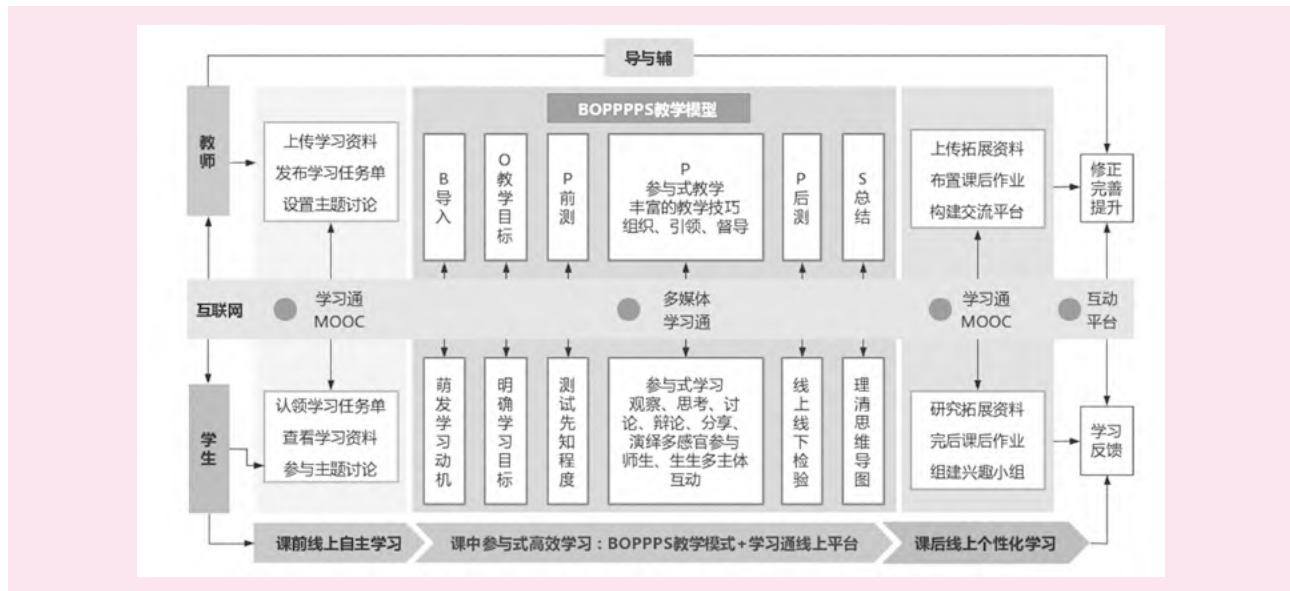 导与辅
BOPPPPS教学模型
教师
上传学习资料
发布学习任务单
设置主题讨论
B导入
O教学目标
P前测
P
参与式教学
丰富的教学技巧
组织、引领、督导
P后测
S总结
上传拓展资料
布置课后作业
构建交流平台
修正
完善
提升
互联网
学习通
MOOC
多媒体
学习通
学习通
MOOC
互动
平台
学生
认领学习任务单
查看学习资料
参与主题讨论
萌发学习动机
明确学习目标
测试先知程度
参与式学习
观察、思考、讨
论、辩论、分享、
演绎多感官参与
师生、生生多主体
互动
线上线下检验
理清思维导图
研究拓展资料
完后课后作业
组建兴趣小组
学习
反馈
课前线上自主学习
课中参与式高效学习：BOPPPS教学模式+学习通线上平台
课后线上个性化学习